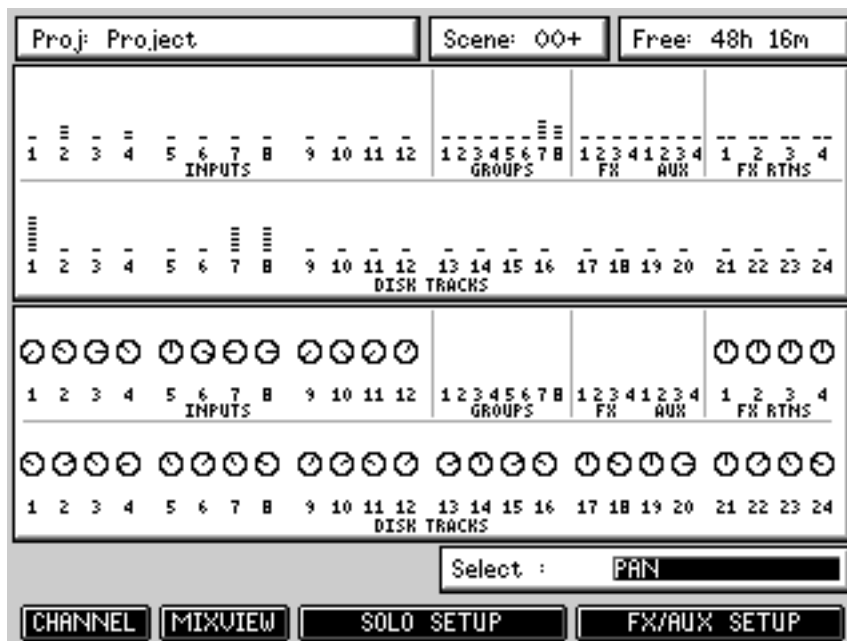 Proj: Project Scene: 00+ Free: 48h 16m
1 2 3 4 5 6 7 8 9 10 11 12 1 2 3 4 5 6 7 8 1 2 3 4 1 2 3 4 1 2 3 4
INPUTS GROUPS FX AUX FX RTNS
1 2 3 4 5 6 7 8 9 10 11 12 13 14 15 16 17 18 19 20 21 22 23 24
DISK TRACKS
1 2 3 4 5 6 7 8 9 10 11 12 1 2 3 4 5 6 7 8 1 2 3 4 1 2 3 4 1 2 3 4
INPUTS GROUPS FX AUX FX RTNS
1 2 3 4 5 6 7 8 9 10 11 12 13 14 15 16 17 18 19 20 21 22 23 24
DISK TRACKS
Select : PAN
CHANNEL MIXVIEW SOLO SETUP FX/AUX SETUP